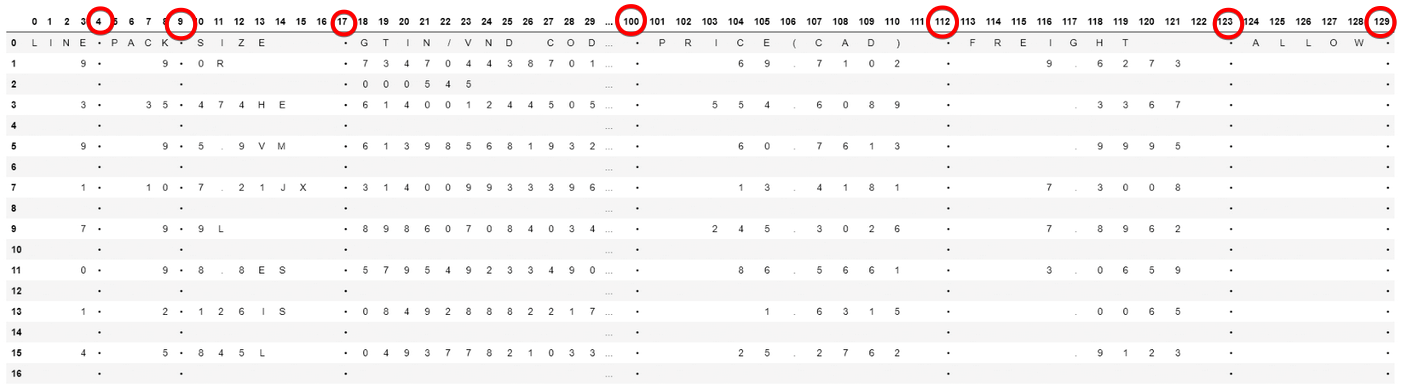 0 1 2 3 4 5 6 7 8 9 10 11 12 13 14 15 16 17 18 19 20 21 22 23 24 25 26 27 28 29 ... 100 101 102 103 104 105 106 107 108 109 110 111 112 113 114 115 116 117 118 119 120 121 122 123 124 125 126 127 128 129
0 L I N E • P A C K • S I Z E • G T I N / V N D C O D ... • P R I C E ( C A D ) • F R E I G H T • A L L O W •
1 9 • 9 • 0 R • 7 3 4 7 0 4 4 3 8 7 0 1 ... • 6 9 . 7 1 0 2 • 9 . 6 2 7 3 • •
2 • • • 0 0 0 5 4 5 ... • • • •
3 3 • 3 5 • 4 7 4 H E • 6 1 4 0 0 1 2 4 4 5 0 5 ... • 5 5 4 . 6 0 8 9 • . 3 3 6 7 • •
4 • • • ... • • • •
5 9 • 9 • 5 . 9 V M • 6 1 3 9 8 5 6 8 1 9 3 2 ... • 6 0 . 7 6 1 3 • . 9 9 9 5 • •
6 • • • ... • • • •
7 1 • 1 0 • 7 . 2 1 J X • 3 1 4 0 0 9 9 3 3 3 9 6 ... • 1 3 . 4 1 8 1 • 7 . 3 0 0 8 • •
8 • • • ... • • • •
9 7 • 9 • 9 L • 8 9 8 6 0 7 0 8 4 0 3 4 ... • 2 4 5 . 3 0 2 6 • 7 . 8 9 6 2 • •
10 • • • ... • • • •
11 0 • 9 • 8 . 8 E S • 5 7 9 5 4 9 2 3 3 4 9 0 ... • 8 6 . 5 6 6 1 • 3 . 0 6 5 9 • •
12 • • • ... • • • •
13 1 • 2 • 1 2 6 I S • 0 8 4 9 2 8 8 8 2 2 1 7 ... • 1 . 6 3 1 5 • . 0 0 6 5 • •
14 • • • ... • • • •
15 4 • 5 • 8 4 5 L • 0 4 9 3 7 7 8 2 1 0 3 3 ... • 2 5 . 2 7 6 2 • . 9 1 2 3 • •
16 • • • ... • • • •